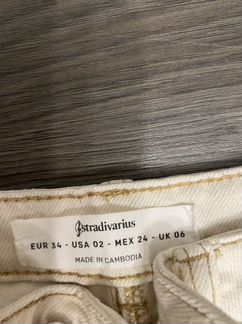 stradivarius
EUR 34 - USA 02 - MEX 24 - UK 06
MADE IN CAMBODIA